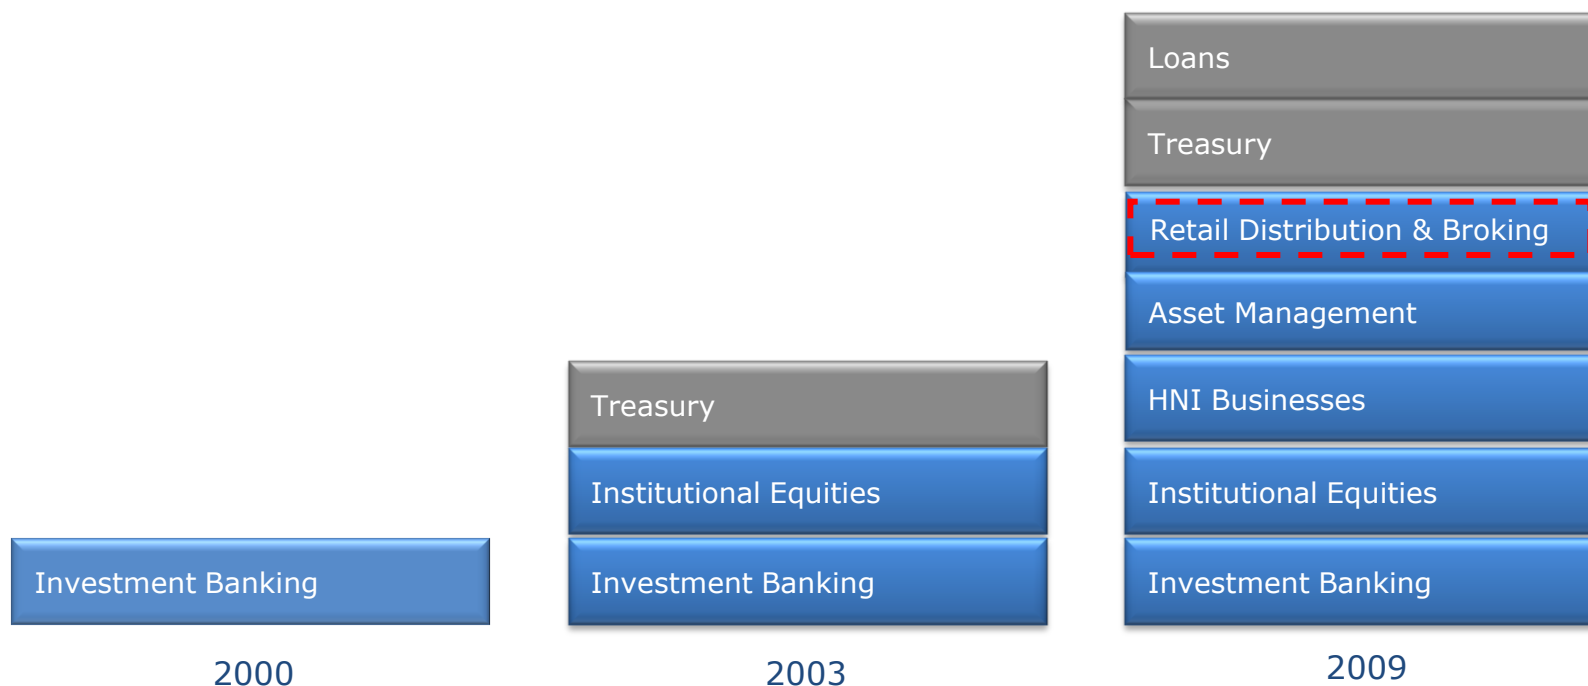 Investment Banking
2000
Treasury
Institutional Equities
Investment Banking
2003
Loans
Treasury
Retail Distribution & Broking
Asset Management
HNI Businesses
Institutional Equities
Investment Banking
2009